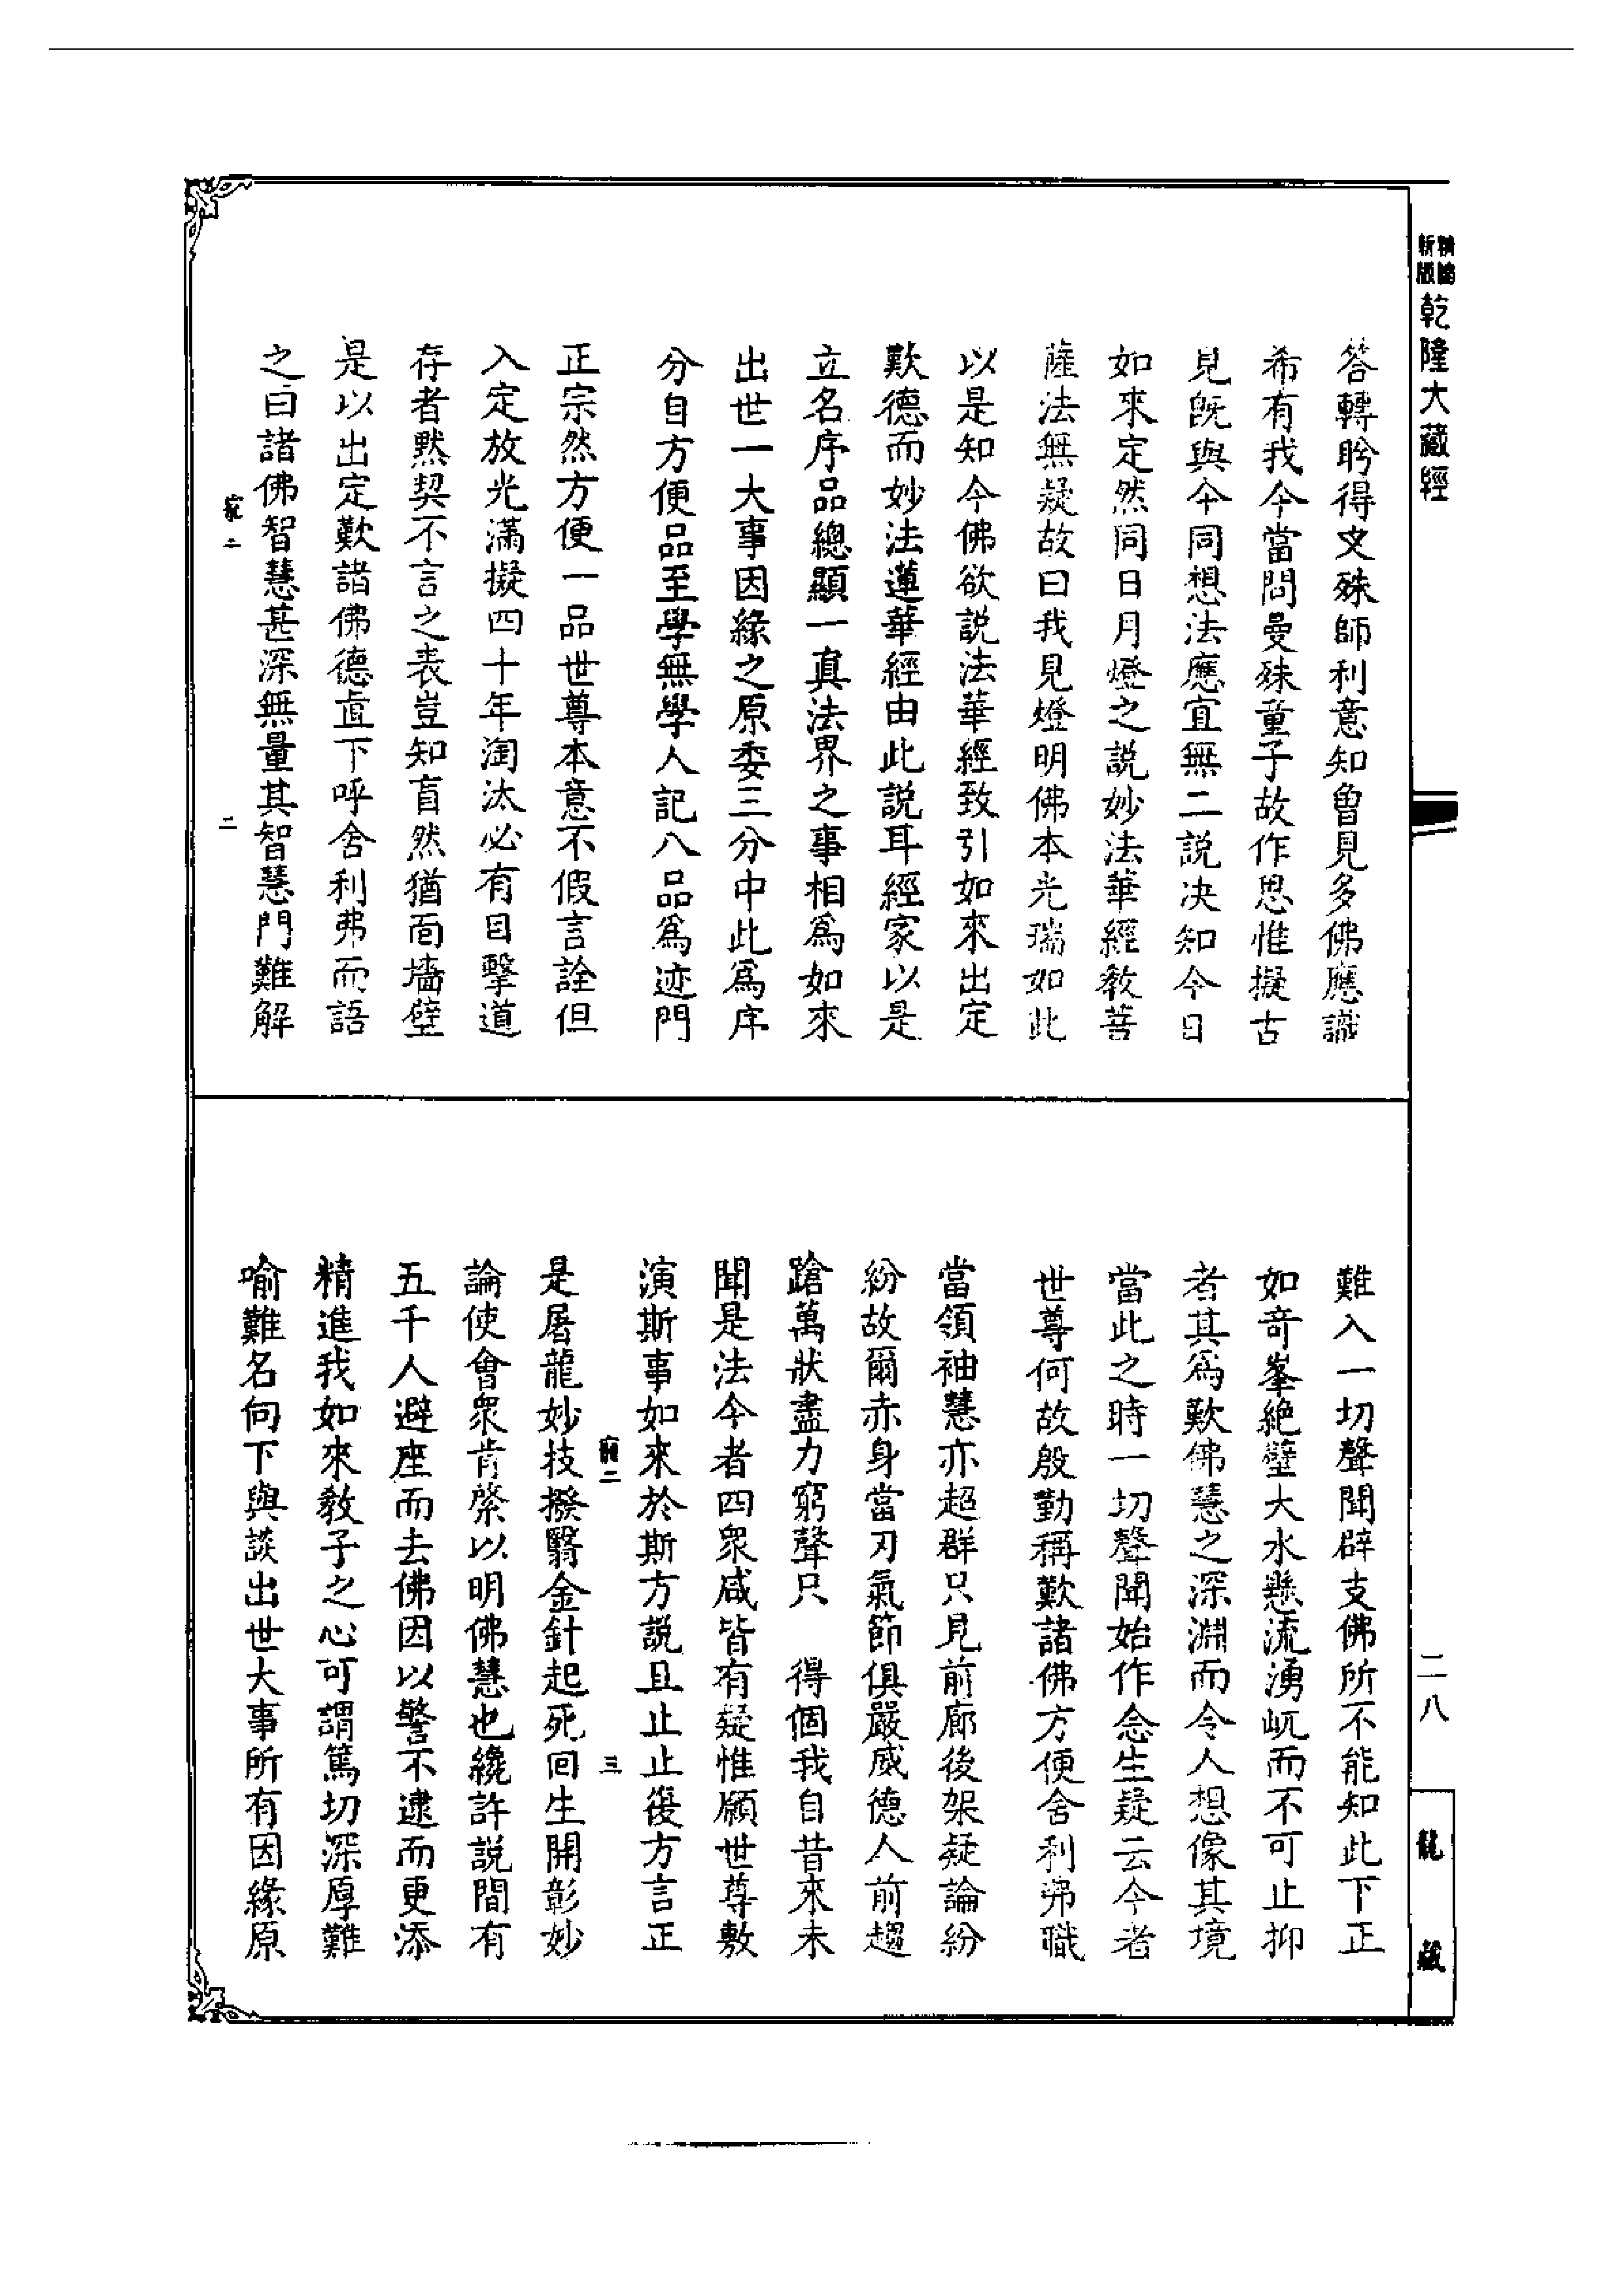 新版
乾隆大藏經
答轉盻得文殊師利意知曾見多佛應識
希有我今當問曼殊童子故作思惟擬古
見旣與今同想法應宜無二說決知今日
如來定然同日月燈之說妙法華經敎菩
薩法無疑故曰我見燈明佛本光瑞如此
以是知今佛欲說法華經致引如來出定
歎德而妙法蓮華經由此說耳經家以是
立名序品總顯一真法界之事相爲如來
出世一大事因緣之原委三分中此爲序
分自方便品至學無學人記八品爲迹門
正宗然方便一品世尊本意不假言詮但
入定放光滿擬四十年淘汰必有目擊道
存者黙契不言之表豈知盲然猶面墻壁
是以出定歎諸佛德直下呼舍利弗而語
之曰諸佛智慧甚深無量其智慧門難解
二
二
難入一切聲聞辟支佛所不能知此下正
如竒峯絶壁大水懸流湧屼而不可止抑
者其爲歎佛慧之深淵而令人想像其境
當此之時一切聲聞始作念生疑云今者
世尊何故殷勤稱歎諸佛方便舍利弗職
當領袖慧亦超群只見前廊後架疑論紛
紛故爾赤身當刃氣節俱嚴威德人前趨
蹌萬狀盡力窮聲只 得個我自昔來未
聞是法今者四衆咸皆有疑惟願世尊敷
演斯事如來於斯方說且止止復方言正
二
三
是屠龍妙技撥翳金針起死回生開彰妙
論使會衆肯綮以明佛慧也纔許說間有
五千人避座而去佛因以警不逮而更添
精進我如來敎子之心可謂篤切深厚難
喻難名向下與談出世大事所有因緣原
二八
龍藏